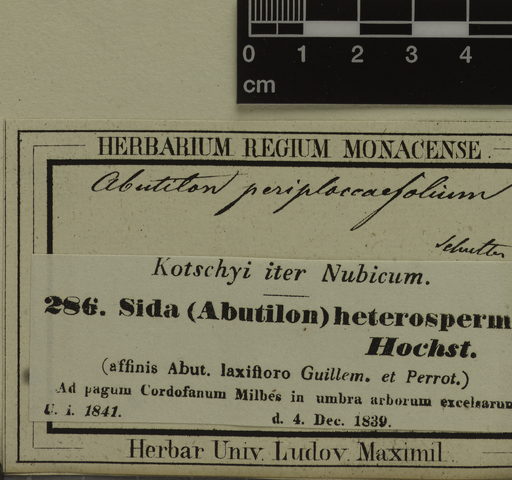 0 1 2 3 4
cm
HERBARIUM REGIUM MONACENSE
Abutilon periploccaefolium
Kotschyi iter Nubicum.
286. Sida (Abutilon) heterosperm
Hochst.
(affinis Abut. laxifloro Guillem. et Perrot.)
Ad pagum Cordofanum Milbés in umbra arborum excelsarum
U. i. 1841. d. 4. Dec. 1839.
Herbar Univ. Ludov. Maximil